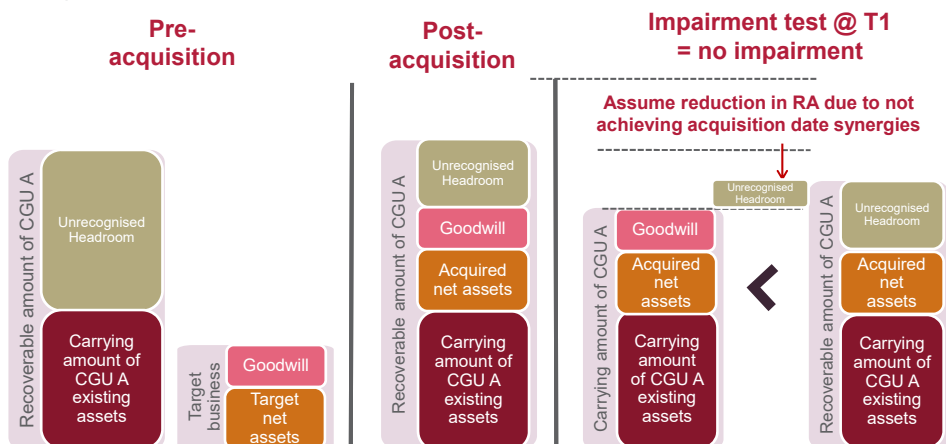 Pre-
acquisition
Recoverable amount of CGU A
Unrecognised
Headroom
Carrying
amount of
CGU A
existing
assets
Target
business
Goodwill
Target
net
assets
Post-
acquisition
Recoverable amount of CGU A
Unrecognised
Headroom
Goodwill
Acquired
net assets
Carrying
amount of
CGU A
existing
assets
Impairment test @ T1
= no impairment
Assume reduction in RA due to not
achieving acquisition date synergies
Unrecognised
Headroom
Carrying amount of CGU A
Goodwill
Acquired
net
assets
Carrying
amount
of CGU A
existing
assets
<
Recoverable amount of CGU A
Unrecognised
Headroom
Acquired
net
assets
Carrying
amount of
CGU A
existing
assets